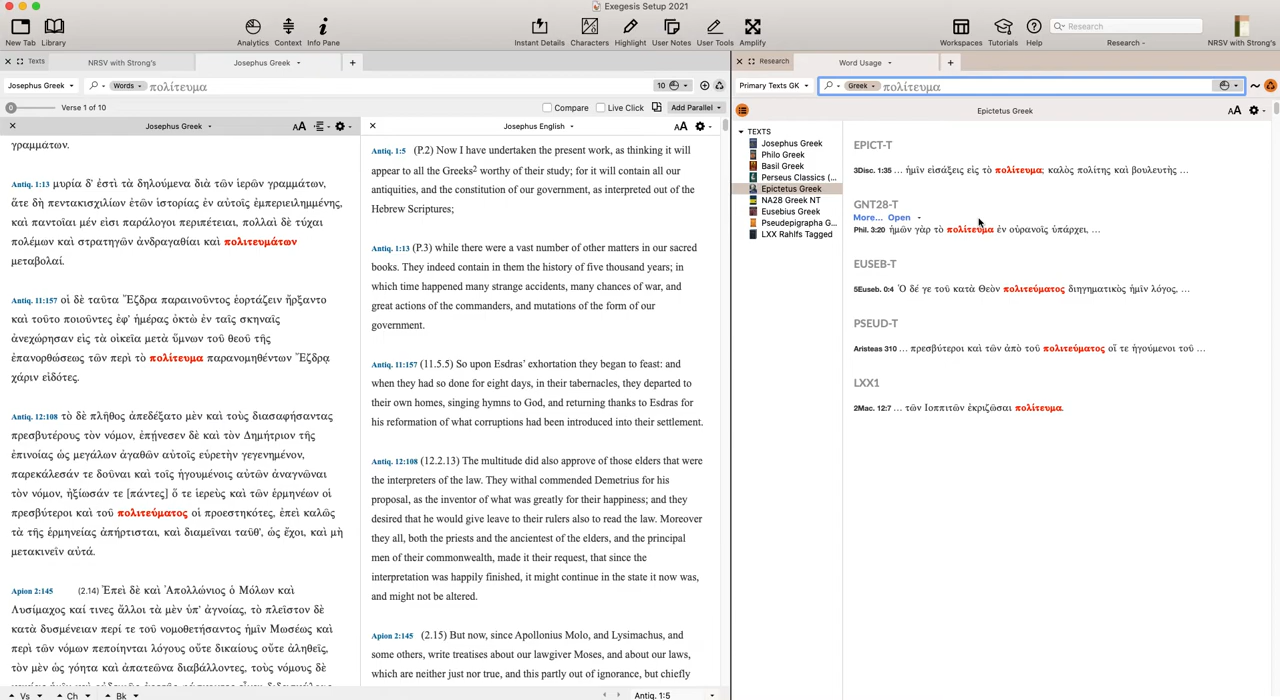 Exegesis Setup 2021
New Tab
Library
Analytics
Context
Info Pane
Instant Details
Characters
Highlight
User Notes
User Tools
Amplify
Workspaces
Tutorials
Help
Research
Research
NRSV with Strong's
Texts
NRSV with Strong's
Josephus Greek
Josephus Greek
Words
πολίτευμα
10
Verse 1 of 10
Compare
Live Click
Add Parallel
Josephus Greek
AA
γραμμάτων.
Antiq. 1:13 μυρία δ' ἐστὶ τὰ δηλούμενα διὰ τῶν ἱερῶν γραμμάτων,
ἅτε δὴ πεντακισχιλίων ἐτῶν ἱστορίας ἐν αὐτοῖς ἐμπεριειλημμένης,
καὶ παντοῖαι μέν εἰσι παράλογοι περιπέτειαι, πολλαὶ δὲ τύχαι
πολέμων καὶ στρατηγῶν ἀνδραγαθίαι καὶ πολιτευμάτων
μεταβολαί.
Antiq. 11:157 οἱ δὲ ταῦτα Ἔζδρα παραινοῦντος ἑορτάζειν ἤρξαντο
καὶ τοῦτο ποιοῦντες ἐφ' ἡμέρας ὀκτὼ ἐν ταῖς σκηναῖς
ἀνεχώρησαν εἰς τὰ οἰκεῖα μετὰ ὕμνων τοῦ θεοῦ τῆς
ἐπανορθώσεως τῶν περὶ τὸ πολίτευμα παρανομηθέντων Ἔζδρᾳ
χάριν εἰδότες.
Antiq. 12:108 τὸ δὲ πλῆθος ἀπεδέξατο μὲν καὶ τοὺς διασαφήσαντας
πρεσβυτέρους τὸν νόμον, ἐπῄνεσεν δὲ καὶ τὸν Δημήτριον τῆς
ἐπινοίας ὡς μεγάλων ἀγαθῶν αὐτοῖς εὑρετὴν γεγενημένον,
παρεκάλεσάν τε δοῦναι καὶ τοῖς ἡγουμένοις αὐτῶν ἀναγνῶναι
τὸν νόμον, ἠξίωσάν τε [πάντες] ὅ τε ἱερεὺς καὶ τῶν ἑρμηνέων οἱ
πρεσβύτεροι καὶ τοῦ πολιτεύματος οἱ προεστηκότες, ἐπεὶ καλῶς
τὰ τῆς ἑρμηνείας ἀπήρτισται, καὶ διαμεῖναι ταῦθ', ὡς ἔχοι, καὶ μὴ
μετακινεῖν αὐτά.
Apion 2:145 (2.14) Ἐπεὶ δὲ καὶ Ἀπολλώνιος ὁ Μόλων καὶ
Λυσίμαχος καί τινες ἄλλοι τὰ μὲν ὑπ' ἀγνοίας, τὸ πλεῖστον δὲ
κατὰ δυσμένειαν περί τε τοῦ νομοθετήσαντος ἡμῖν Μωσέως καὶ
περὶ τῶν νόμων πεποίηνται λόγους οὔτε δικαίους οὔτε ἀληθεῖς,
τὸν μὲν ὡς γόητα καὶ ἀπατεῶνα διαβάλλοντες, τοὺς νόμους δὲ
Vs
Ch
Bk
Josephus English
AA
Antiq. 1:5 (P.2) Now I have undertaken the present work, as thinking it will
appear to all the Greeks2 worthy of their study; for it will contain all our
antiquities, and the constitution of our government, as interpreted out of the
Hebrew Scriptures;
Antiq. 1:13 (P.3) while there were a vast number of other matters in our sacred
books. They indeed contain in them the history of five thousand years; in
which time happened many strange accidents, many chances of war, and
great actions of the commanders, and mutations of the form of our
government.
Antiq. 11:157 (11.5.5) So upon Esdras' exhortation they began to feast: and
when they had so done for eight days, in their tabernacles, they departed to
their own homes, singing hymns to God, and returning thanks to Esdras for
his reformation of what corruptions had been introduced into their settlement.
Antiq. 12:108 (12.2.13) The multitude did also approve of those elders that were
the interpreters of the law. They withal commended Demetrius for his
proposal, as the inventor of what was greatly for their happiness; and they
desired that he would give leave to their rulers also to read the law. Moreover
they all, both the priests and the ancientest of the elders, and the principal
men of their commonwealth, made it their request, that since the
interpretation was happily finished, it might continue in the state it now was,
and might not be altered.
Apion 2:145 (2.15) But now, since Apollonius Molo, and Lysimachus, and
some others, write treatises about our lawgiver Moses, and about our laws,
which are neither just nor true, and this partly out of ignorance, but chiefly
Antiq. 1:5
Research
Word Usage
Primary Texts GK
Greek
πολίτευμα
Epictetus Greek
AA
TEXTS
Josephus Greek
Philo Greek
Basil Greek
Perseus Classics (...
Epictetus Greek
NA28 Greek NT
Eusebius Greek
Pseudepigrapha G...
LXX Rahlfs Tagged
EPICT-T
3Disc. 1:35 ... ἡμῖν εἰσάξεις εἰς τὸ πολίτευμα; καλὸς πολίτης καὶ βουλευτής ...
GNT28-T
More... Open
Phil. 3:20 ἡμῶν γὰρ τὸ πολίτευμα ἐν οὐρανοῖς ὑπάρχει, ...
EUSEB-T
5Euseb. 0:4 Ὁ δέ γε τοῦ κατὰ Θεὸν πολιτεύματος διηγηματικὸς ἡμῖν λόγος, ...
PSEUD-T
Aristeas 310 ... πρεσβύτεροι καὶ τῶν ἀπὸ τοῦ πολιτεύματος οἵ τε ἡγούμενοι τοῦ ...
LXX1
2Mac. 12:7 ... τῶν Ιοππιτῶν ἐκριζῶσαι πολίτευμα.